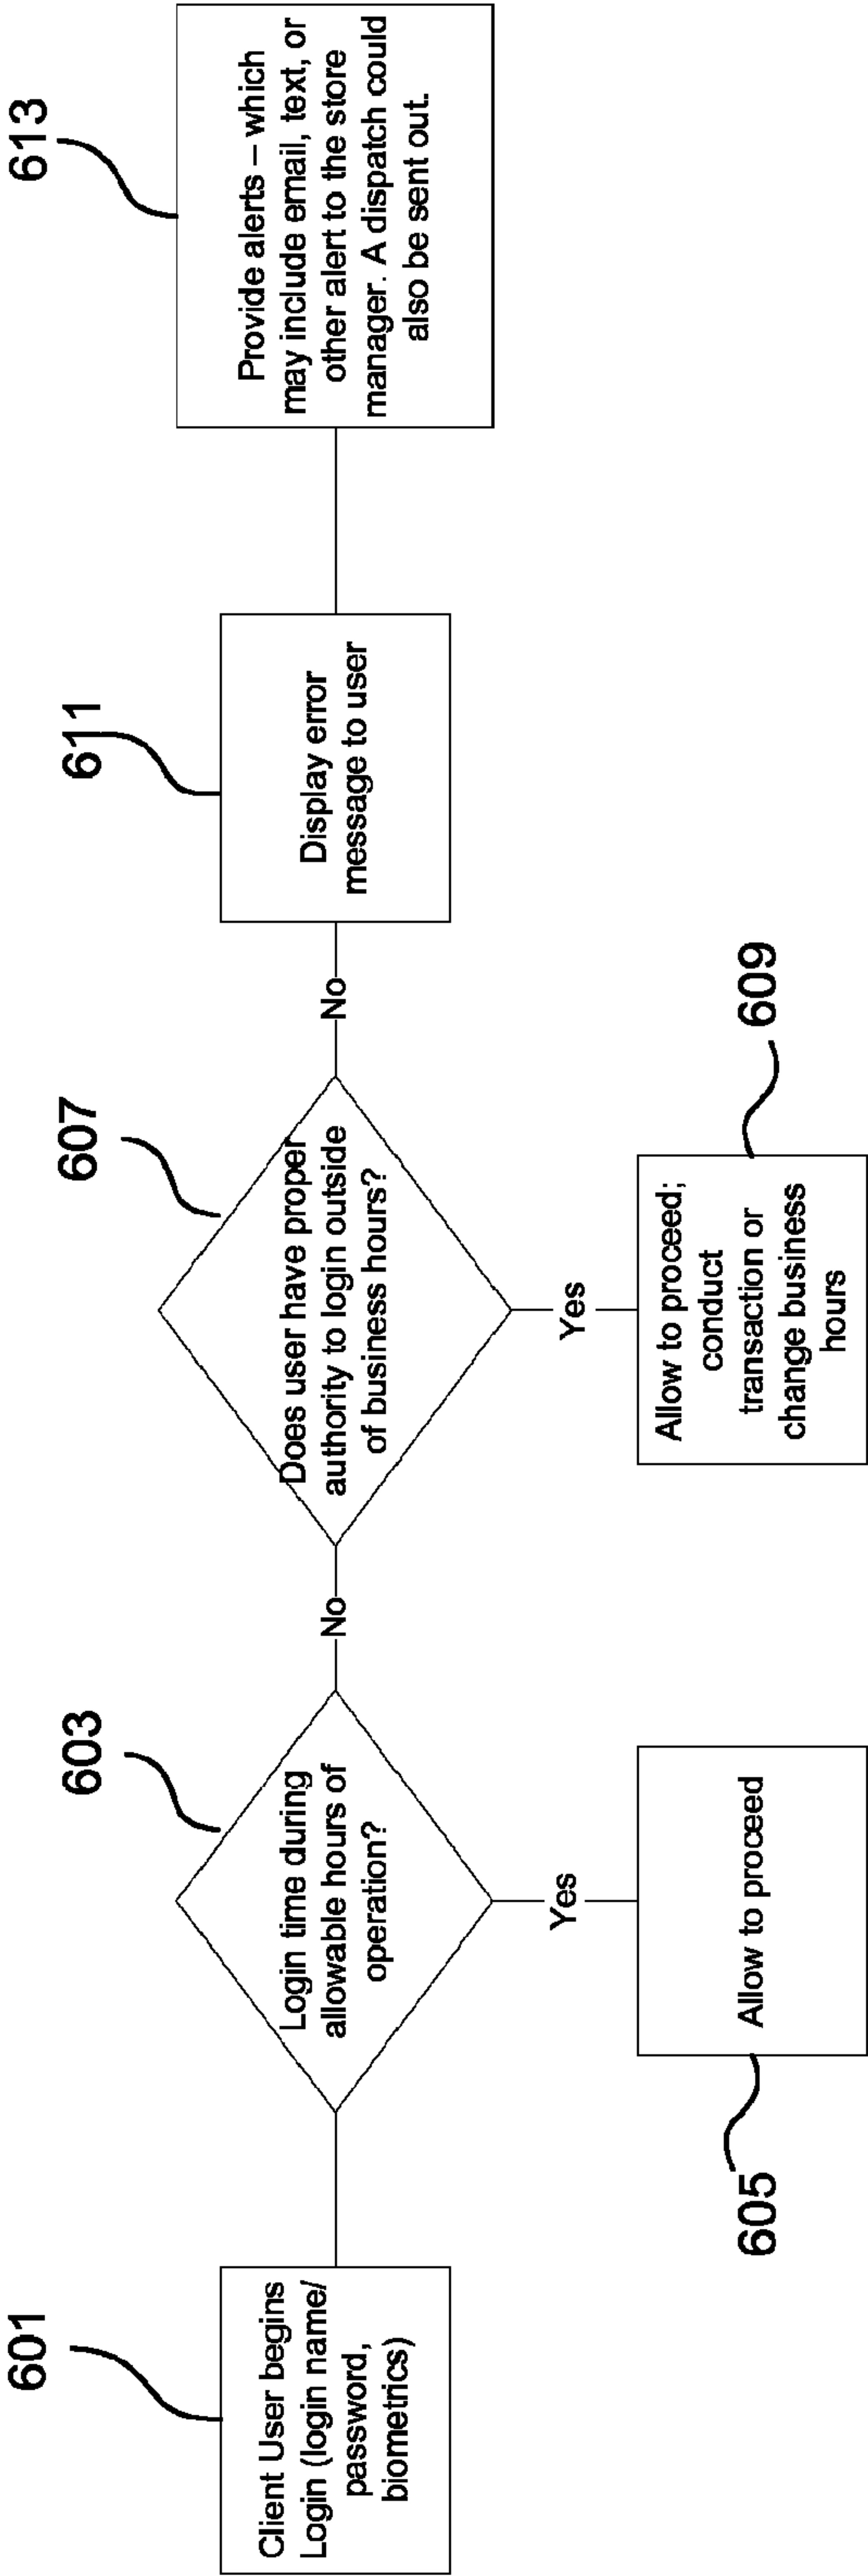 601
Client User begins
Login (login name/
password,
biometrics)
603
Login time during
allowable hours of
operation?
Yes
605
Allow to proceed
No
607
Does user have proper
authority to login outside
of business hours?
Yes
609
Allow to proceed;
conduct
transaction or
change business
hours
No
611
Display error
message to user
613
Provide alerts – which
may include email, text, or
other alert to the store
manager. A dispatch could
also be sent out.